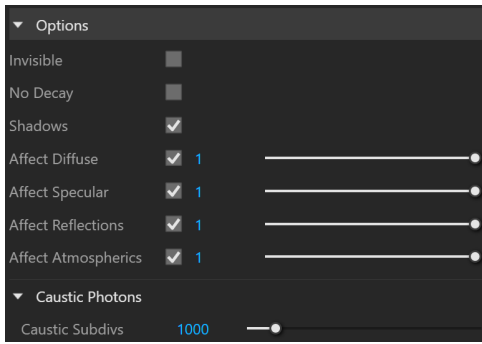 Options
Invisible
No Decay
Shadows
Affect Diffuse 1
Affect Specular 1
Affect Reflections 1
Affect Atmospherics 1
Caustic Photons
Caustic Subdivs 1000